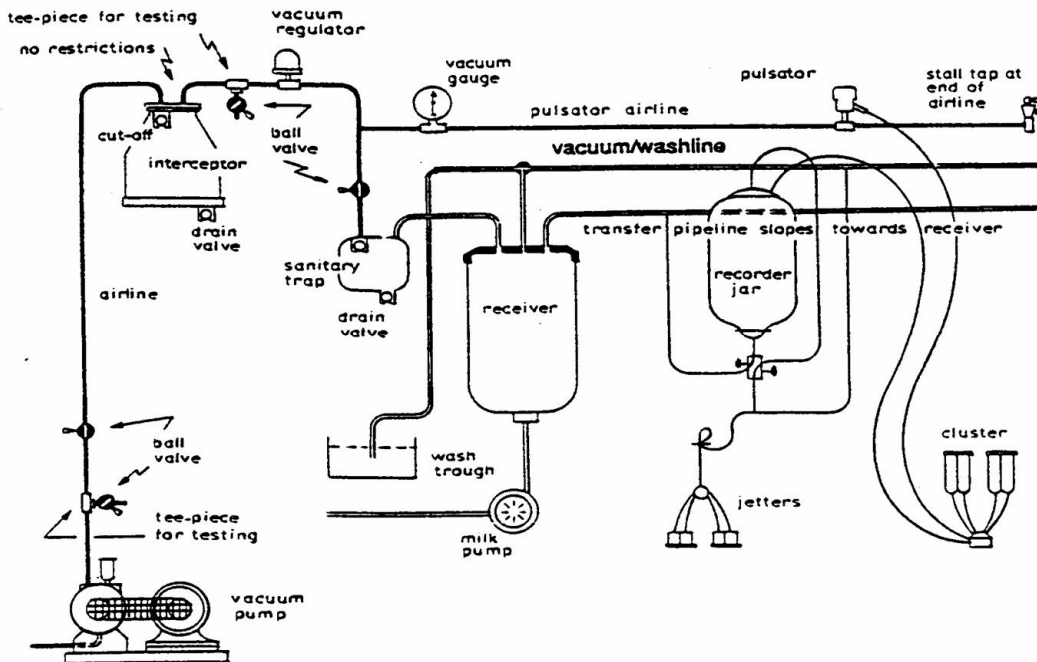 tee-piece for testing
no restrictions
vacuum
regulator
vacuum
gauge
pulsator
stall tap at
end of
airline
pulsator airline
cut-off
interceptor
ball
valve
vacuum/washline
drain
valve
sanitary
trap
drain
valve
airline
receiver
transfer pipeline slopes towards receiver
recorder
jar
ball
valve
wash
trough
cluster
jetters
tee-piece
for testing
milk
pump
vacuum
pump